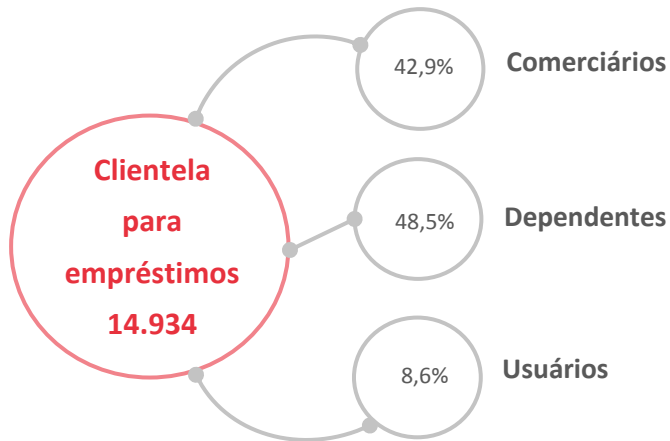 Clientela
para
empréstimos
14.934
42,9%
Comerciários
48,5%
Dependentes
8,6%
Usuários